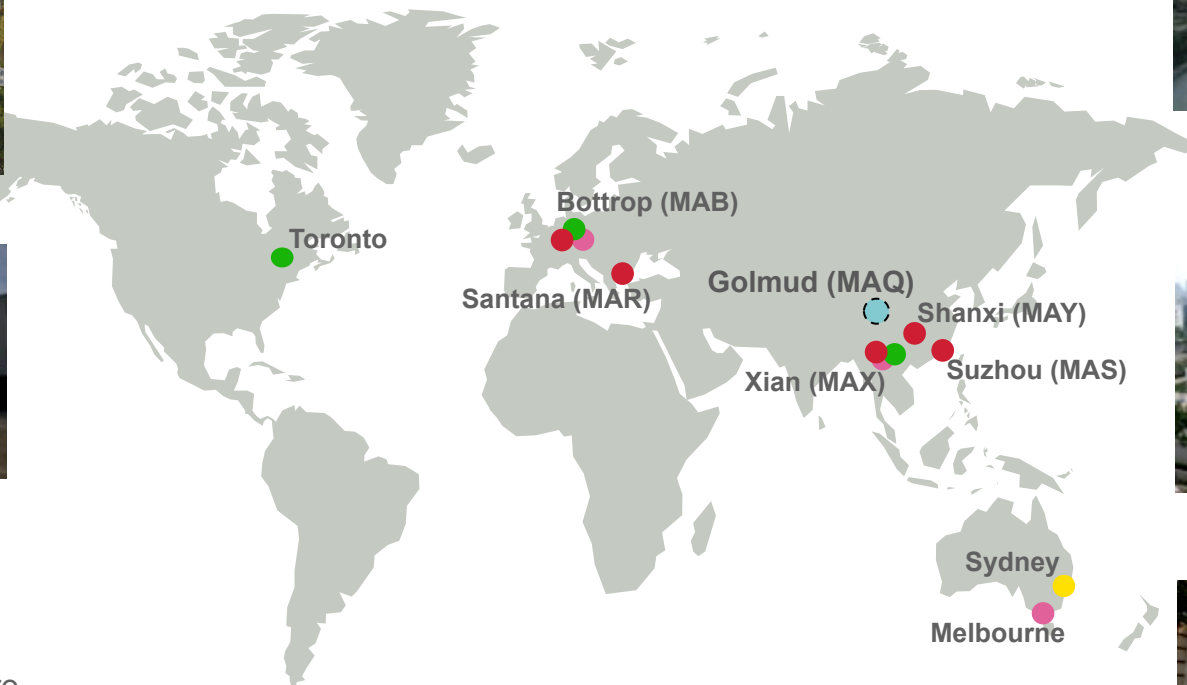 Bottrop (MAB)
Toronto
Golmud (MAQ)
Santana (MAR)
Shanxi (MAY)
Suzhou (MAS)
Xian (MAX)
Sydney
Melbourne